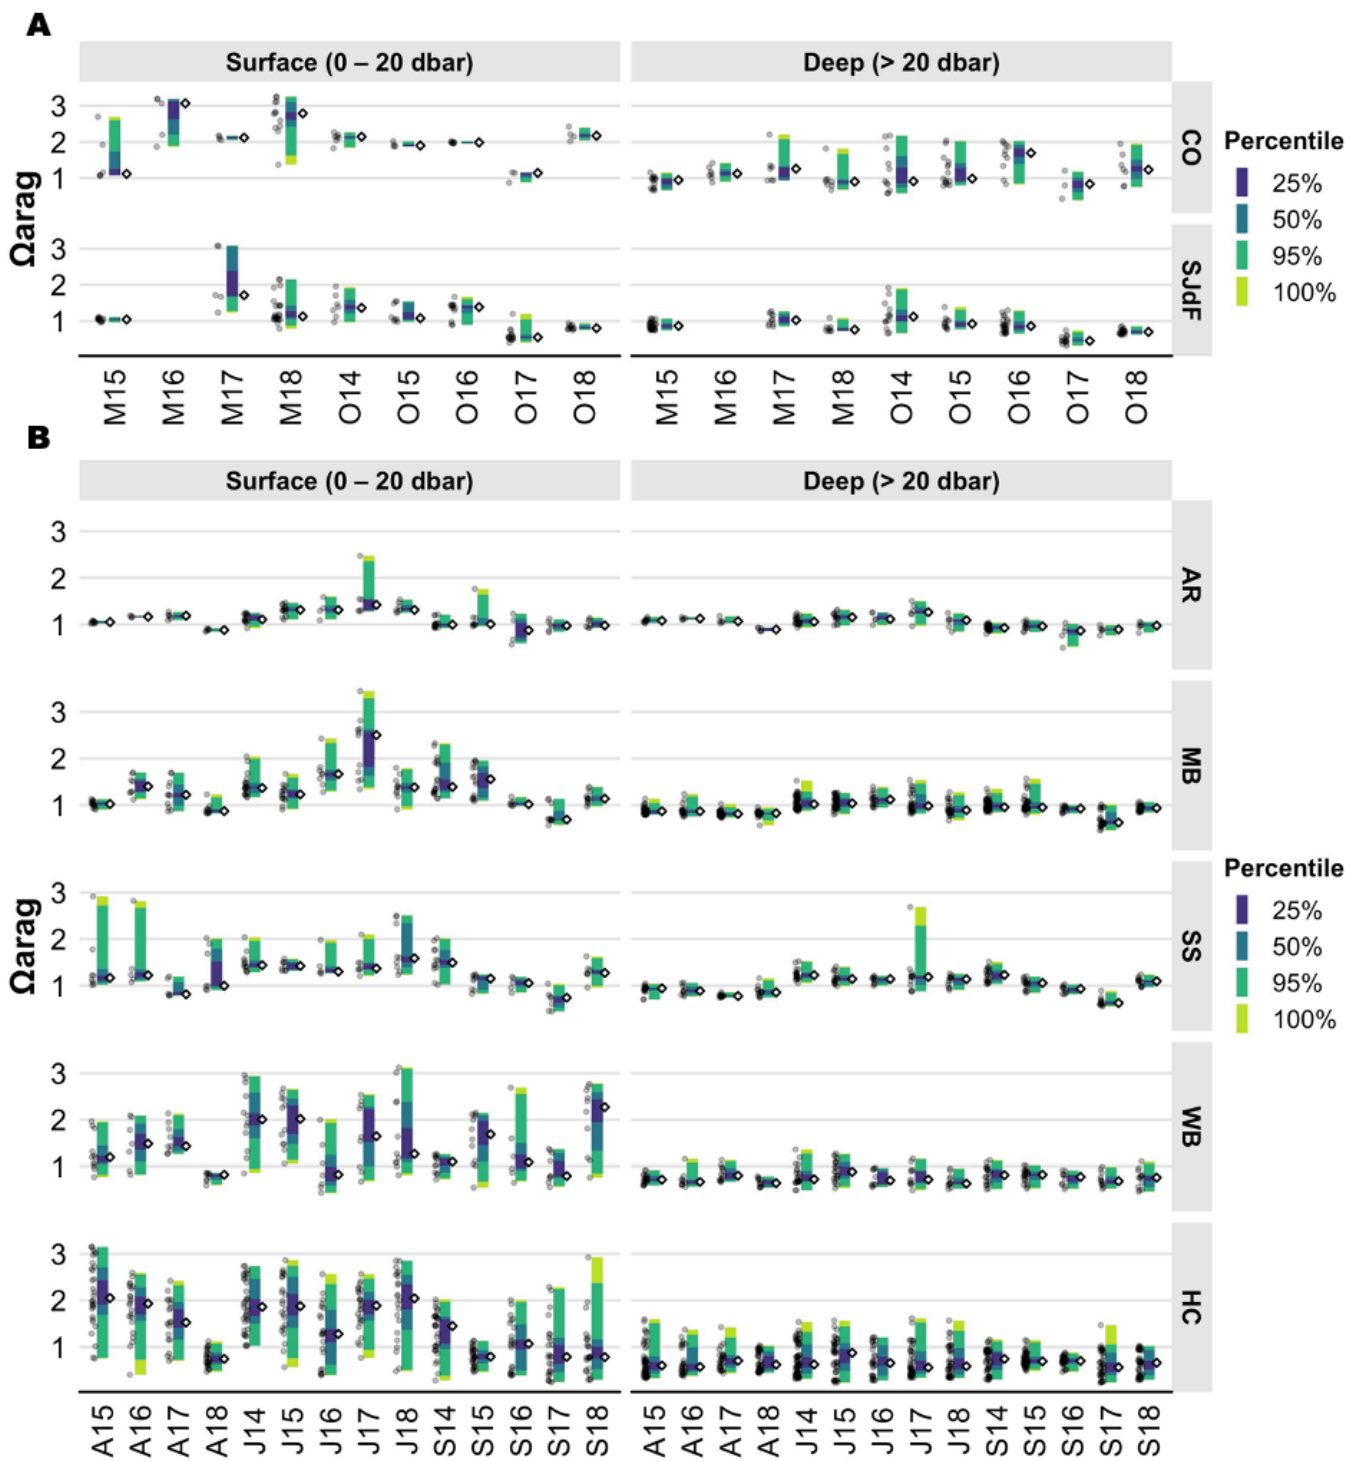 A
Surface (0 – 20 dbar) Deep (> 20 dbar)
3
2
1
CO
3
2
1
SJdF
Ωarag
M15 M16 M17 M18 O14 O15 O16 O17 O18 M15 M16 M17 M18 O14 O15 O16 O17 O18
Percentile
25%
50%
95%
100%
B
Surface (0 – 20 dbar) Deep (> 20 dbar)
3
2
1
AR
3
2
1
MB
3
2
1
SS
3
2
1
WB
3
2
1
HC
Ωarag
A15 A16 A17 A18 J14 J15 J16 J17 J18 S14 S15 S16 S17 S18 A15 A16 A17 A18 J14 J15 J16 J17 J18 S14 S15 S16 S17 S18
Percentile
25%
50%
95%
100%